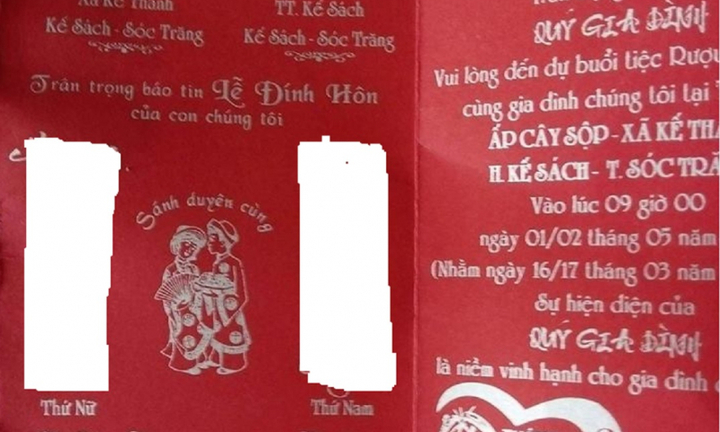 Xã Kế Thành
Kế Sách - Sóc Trăng
TT. Kế Sách
Kế Sách - Sóc Trăng
Trân trọng báo tin Lễ Đính Hôn
của con chúng tôi
Sánh duyên cùng
Thứ Nữ
Thứ Nam
QUÝ GIA ĐÌNH
Vui lòng đến dự buổi tiệc
cùng gia đình chúng tôi tại
ẤP CÂY SỘP - XÃ KẾ
H. KẾ SÁCH - T. SÓC
Vào lúc 09 giờ 00
ngày 01/02 tháng 05 năm
(Nhằm ngày 16/17 tháng 03 năm
Sự hiện diện của
QUÝ GIA ĐÌNH
là niềm vinh hạnh cho gia đình